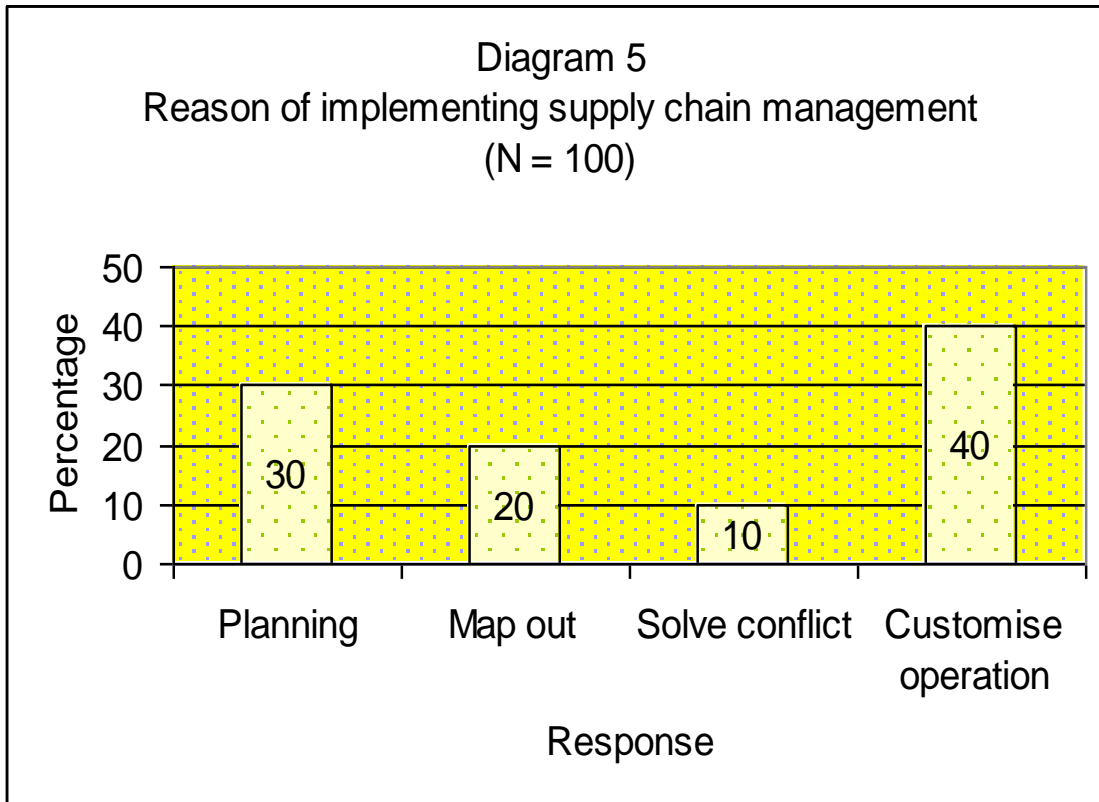 Diagram 5
Reason of implementing supply chain management
(N = 100)
50
40
30
20
10
0
Percentage
30
20
10
40
Planning
Map out
Solve conflict
Customise
operation
Response